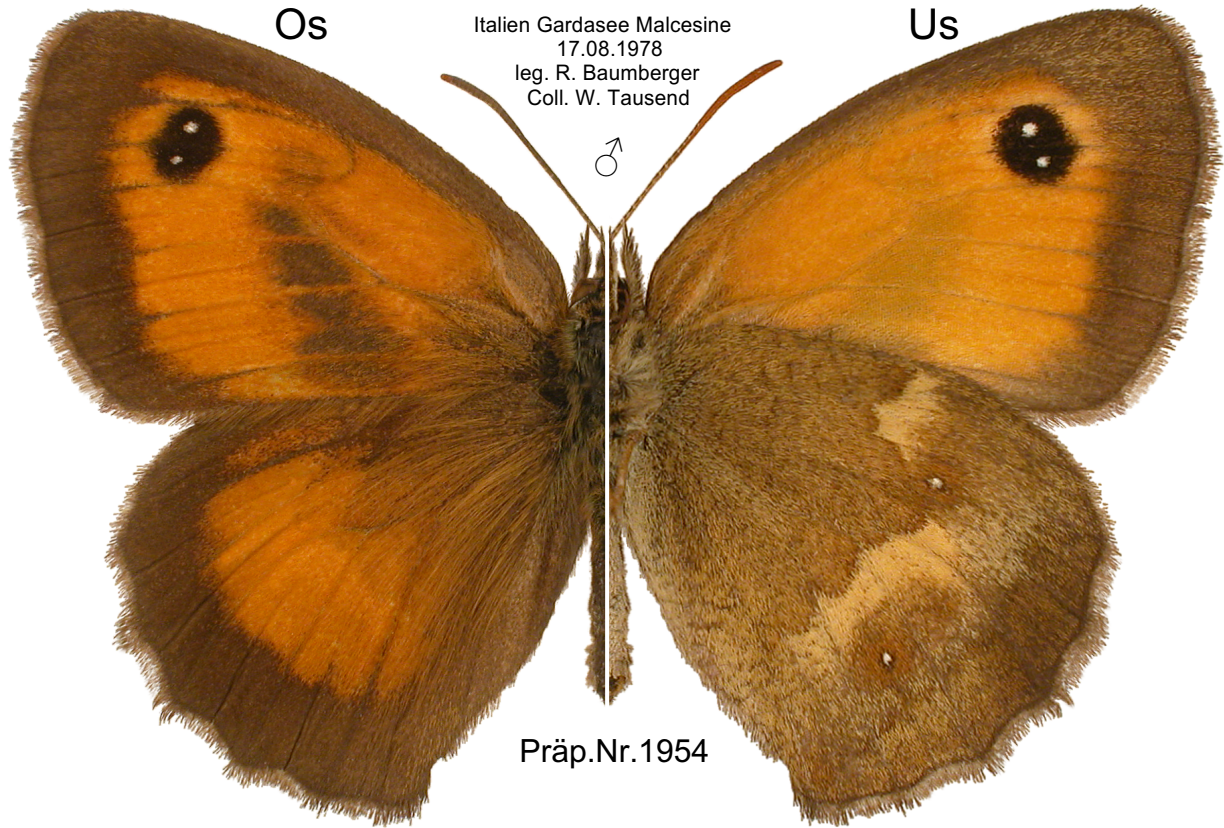 Os
Italien Gardasee Malcesine
17.08.1978
leg. R. Baumberger
Coll. W. Tausend
♂
Us
Präp.Nr.1954